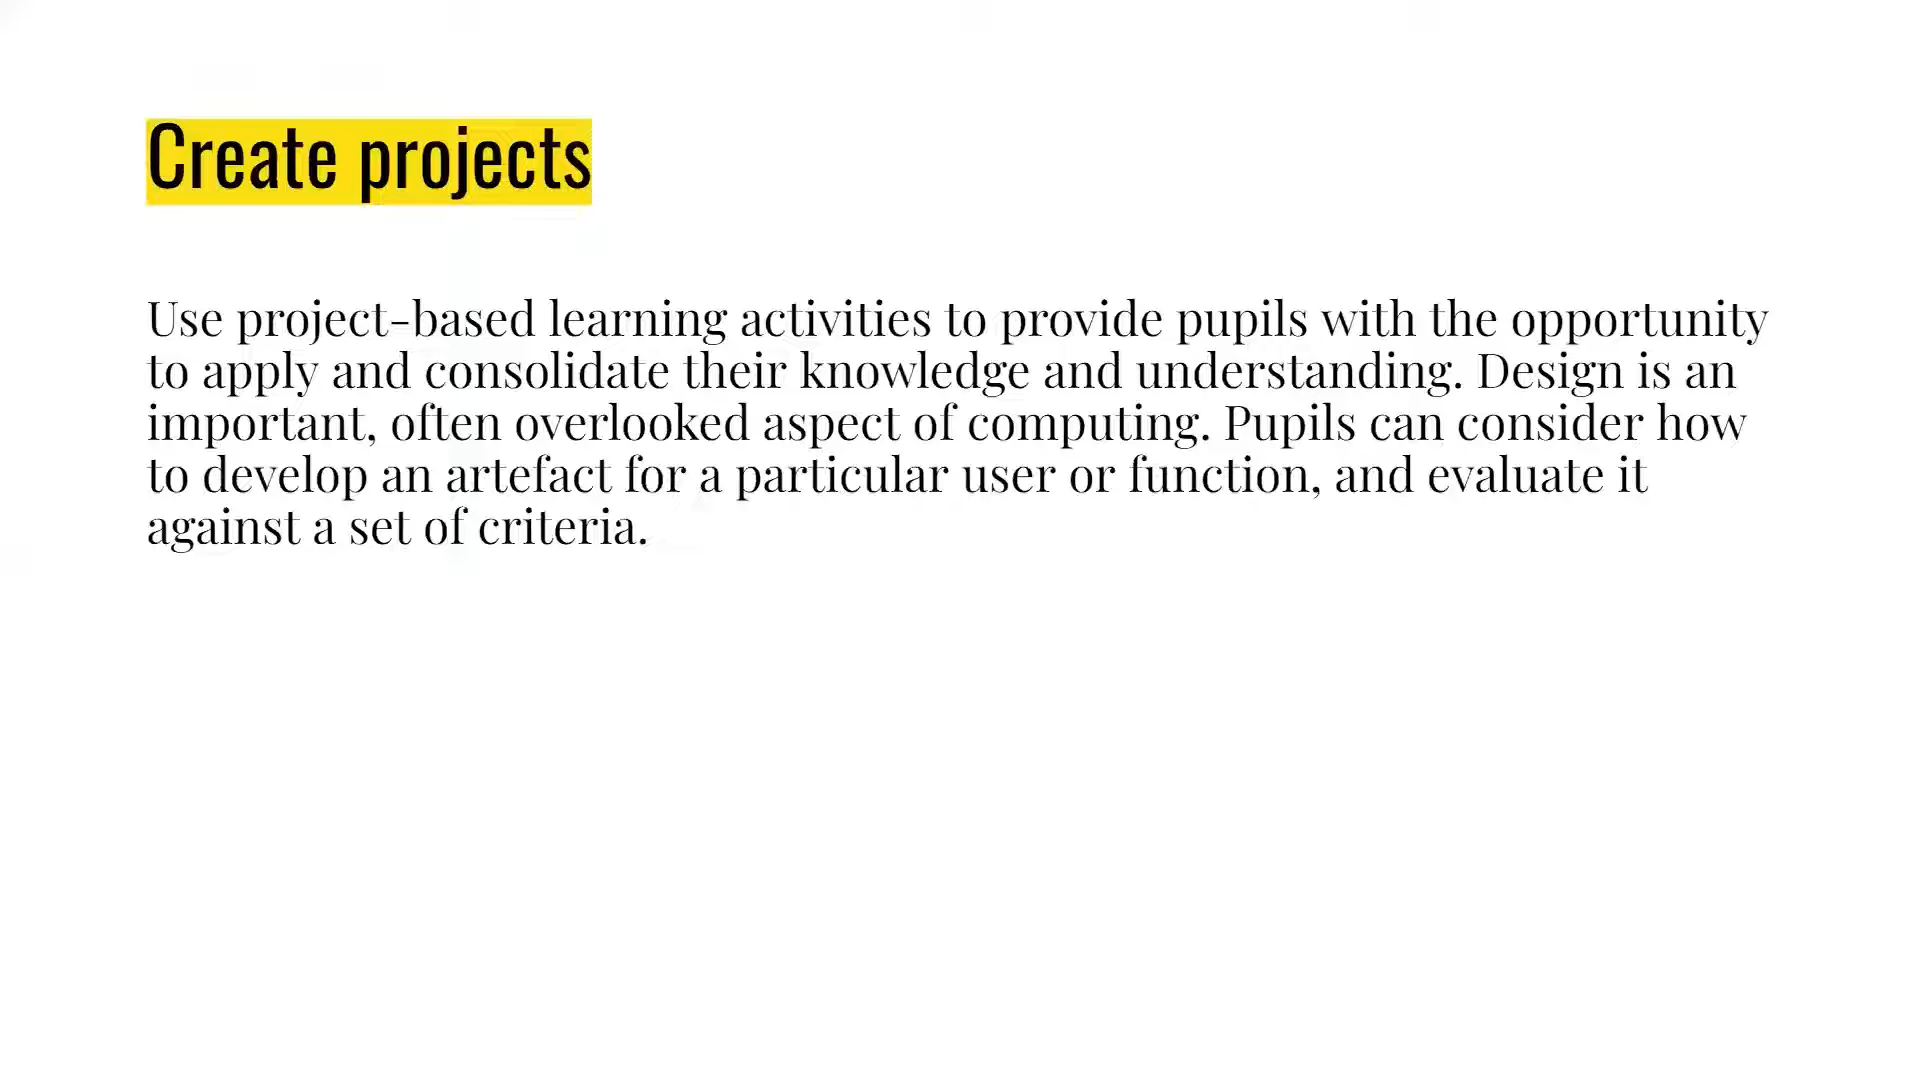 Create projects
Use project-based learning activities to provide pupils with the opportunity
to apply and consolidate their knowledge and understanding. Design is an
important, often overlooked aspect of computing. Pupils can consider how
to develop an artefact for a particular user or function, and evaluate it
against a set of criteria.